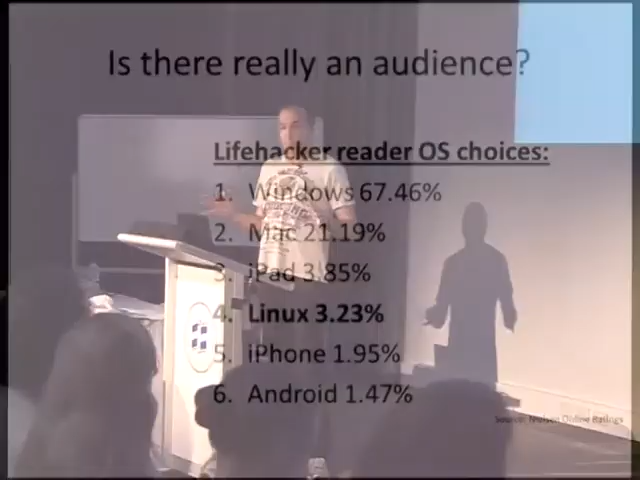 Is there really an audience?
Lifehacker reader OS choices:
1. Windows 67.46%
2. Mac 21.19%
3. iPad 3.85%
4. Linux 3.23%
5. iPhone 1.95%
6. Android 1.47%
Source: Nielsen Online Ratings